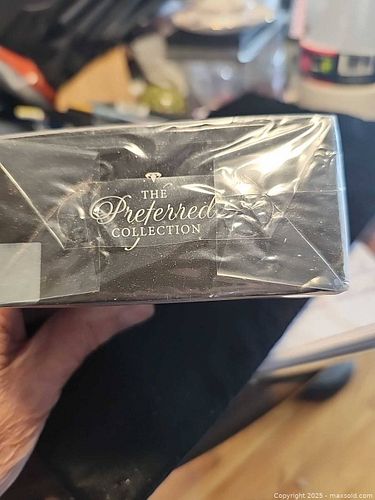 THE
Preferred
COLLECTION
Copyright 2025 - maxsold.com